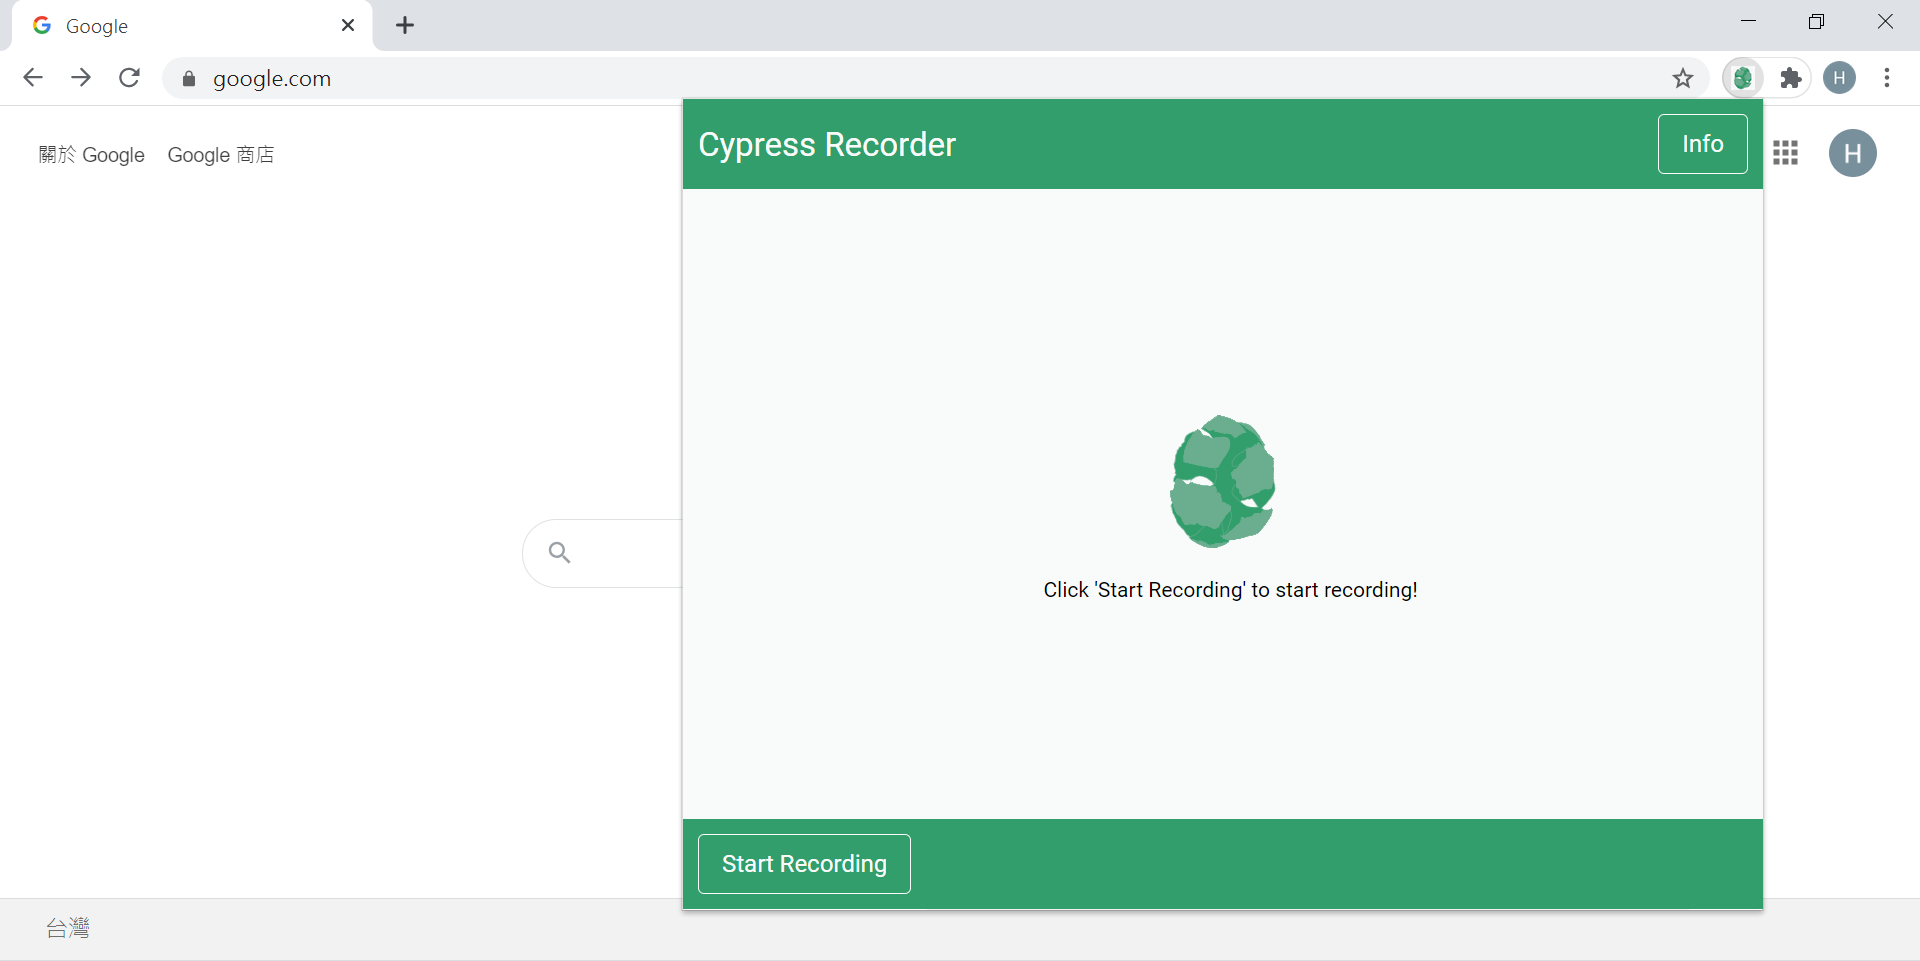 Google
google.com
H
關於 Google Google 商店
Cypress Recorder
Info
H
Click 'Start Recording' to start recording!
Start Recording
台灣